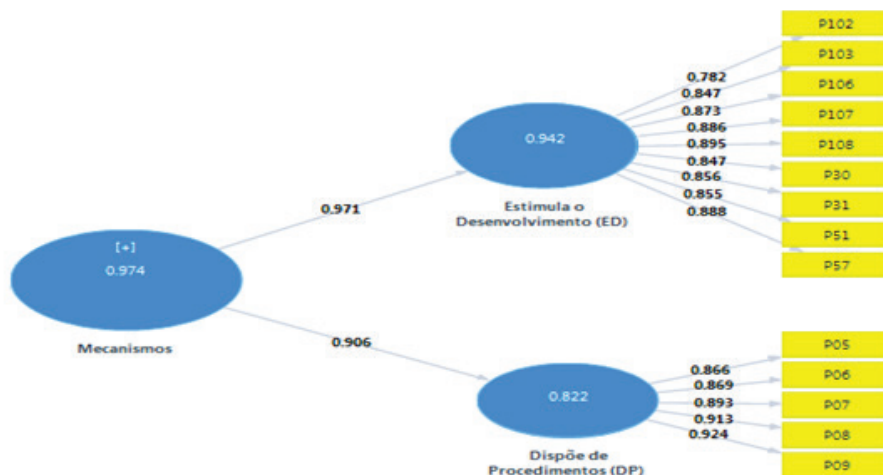 P102
P103
P106
P107
P108
P30
P31
P51
P57
0.782
0.847
0.873
0.886
0.895
0.847
0.856
0.855
0.888
0.942
Estimula o
Desenvolvimento (ED)
0.971
[+]
0.974
Mecanismos
0.906
0.822
Dispõe de
Procedimentos (DP)
0.866
0.869
0.893
0.913
0.924
P05
P06
P07
P08
P09